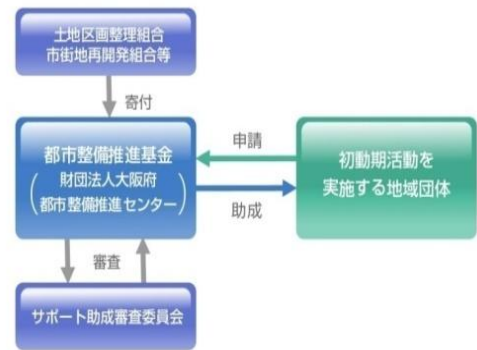 土地区画整理組合
市街地再開発組合等
寄付
都市整備推進基金
(財団法人大阪府
都市整備推進センター)
申請
助成
初動期活動を
実施する地域団体
審査
サポート助成審査委員会